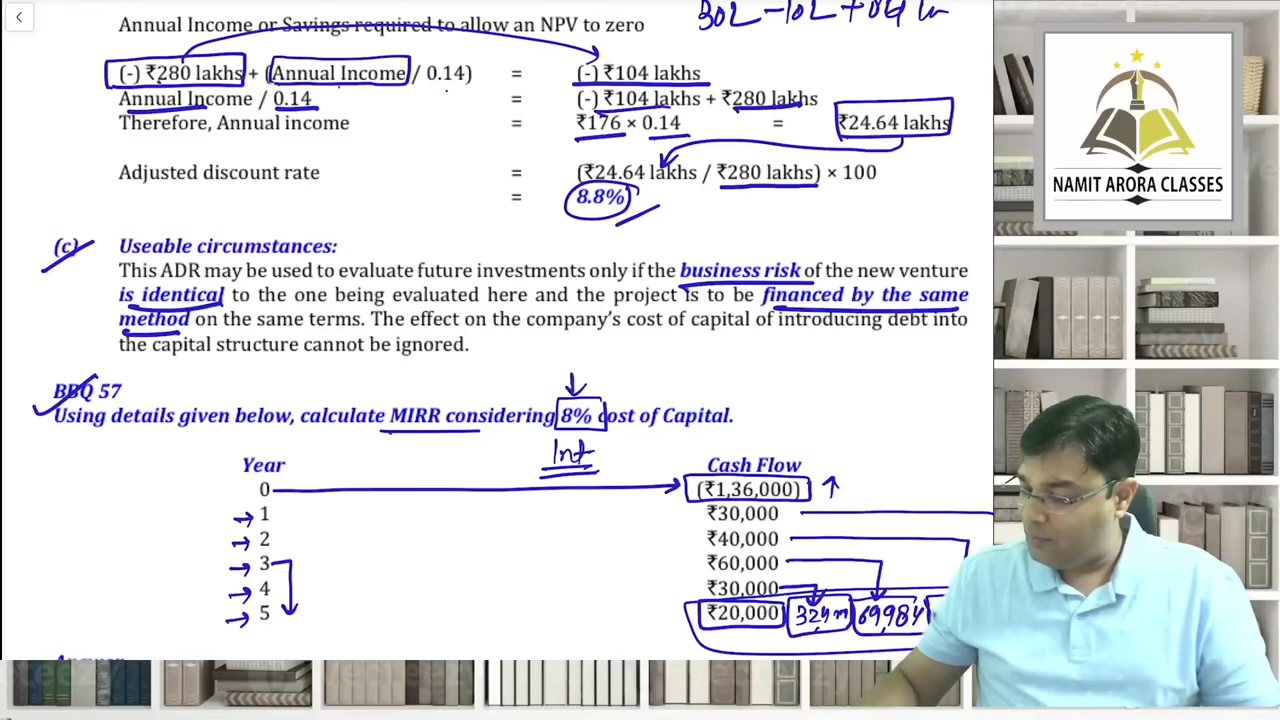 30L - 10L + 84 L
Annual Income or Savings required to allow an NPV to zero
(-) ₹280 lakhs + (Annual Income / 0.14) = (-) ₹104 lakhs
Annual Income / 0.14 = (-) ₹104 lakhs + ₹280 lakhs
Therefore, Annual income = ₹176 × 0.14 = ₹24.64 lakhs
Adjusted discount rate = (₹24.64 lakhs / ₹280 lakhs) × 100
= 8.8%
(c) Useable circumstances:
This ADR may be used to evaluate future investments only if the business risk of the new venture
is identical to the one being evaluated here and the project is to be financed by the same
method on the same terms. The effect on the company's cost of capital of introducing debt into
the capital structure cannot be ignored.
BBQ 57
Using details given below, calculate MIRR considering 8% cost of Capital.
Int
Year Cash Flow
0 (₹1,36,000)
1 ₹30,000
2 ₹40,000
3 ₹60,000
4 ₹30,000
5 ₹20,000 32400 69984
NAMIT ARORA CLASSES